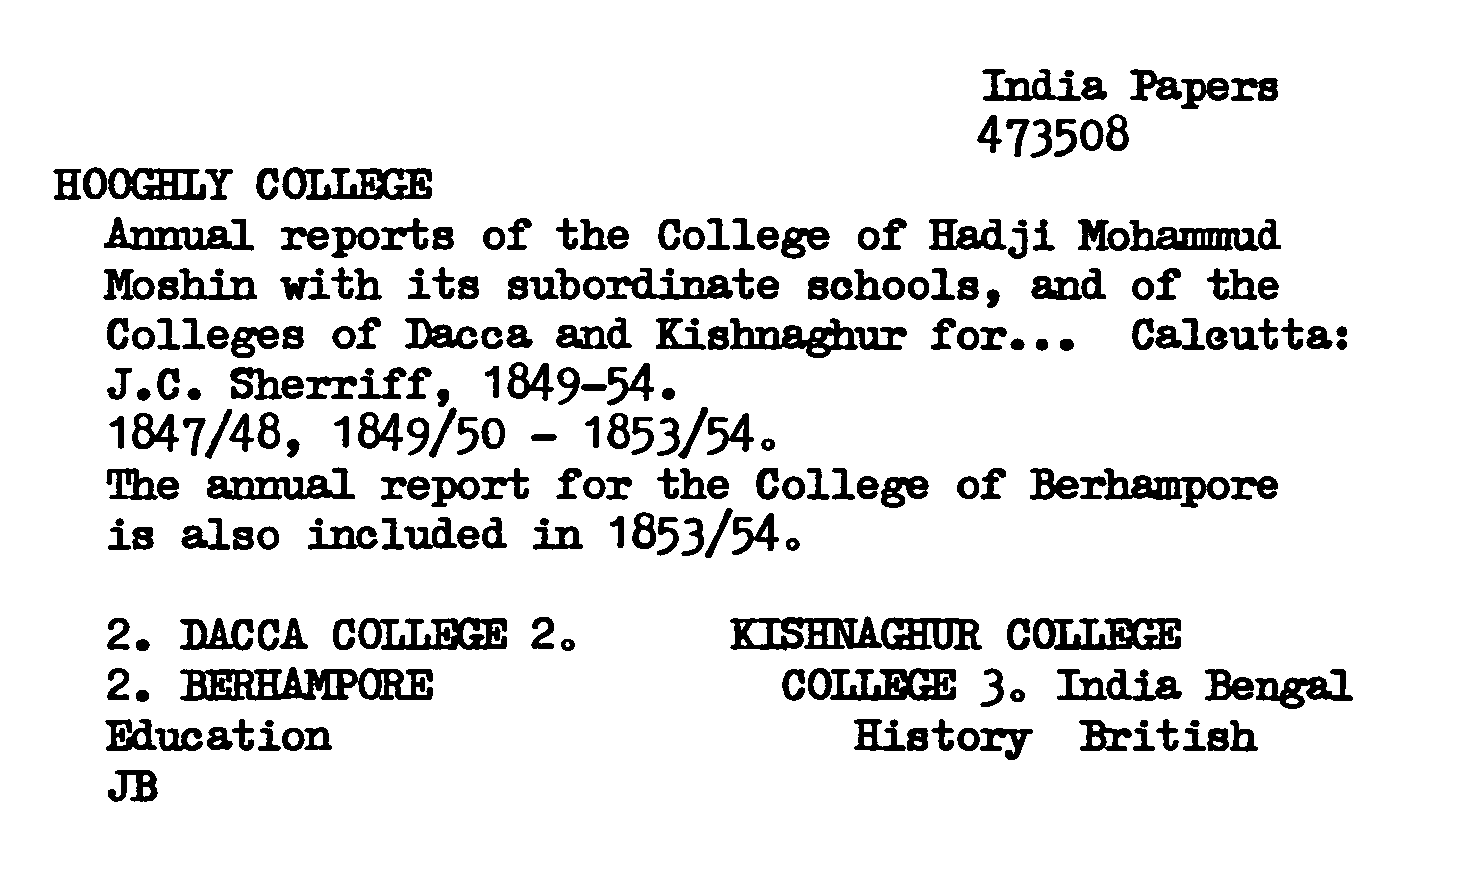 India Papers
473508
HOOGHLY COLLEGE
Annual reports of the College of Hadji Mohammud
Moshin with its subordinate schools, and of the
Colleges of Dacca and Kishnaghur for... Calcutta:
J.C. Sherriff, 1849-54.
1847/48, 1849/50 - 1853/54.
The annual report for the College of Berhampore
is also included in 1853/54.
2. DACCA COLLEGE 2. KISHNAGHUR COLLEGE
2. BERHAMPORE COLLEGE 3. India Bengal
Education History British
JB